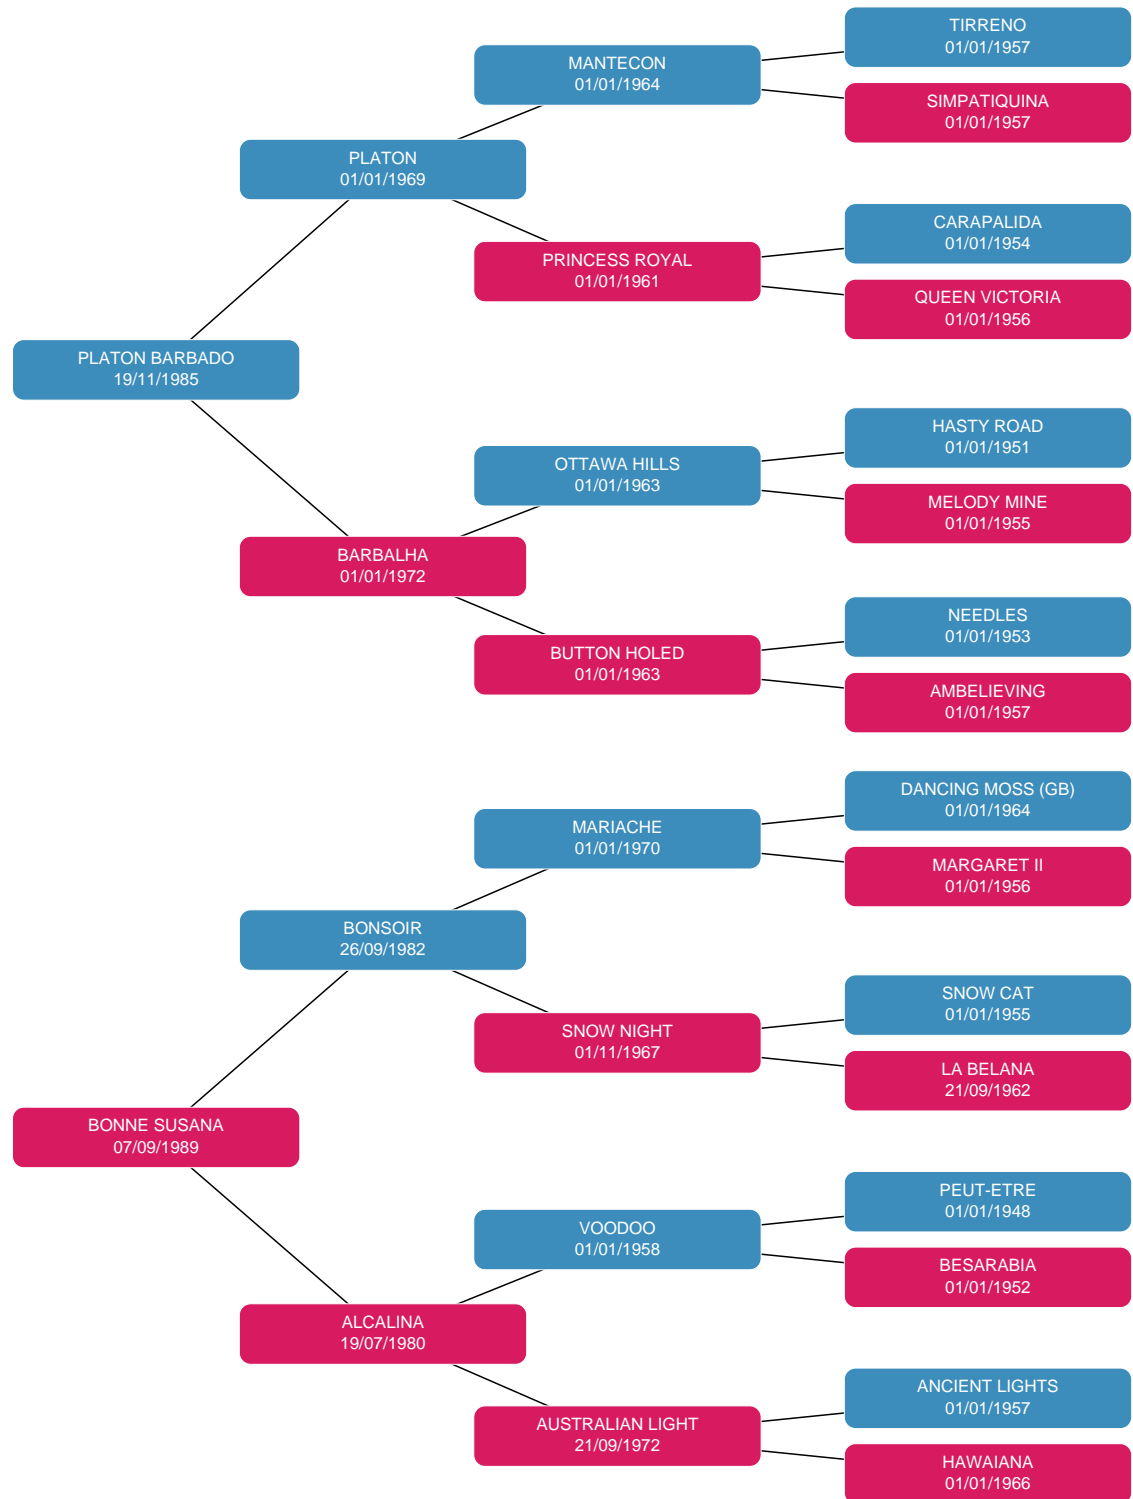 TIRRENO
01/01/1957
MANTECON
01/01/1964
SIMPATIQUINA
01/01/1957
PLATON
01/01/1969
CARAPALIDA
01/01/1954
PRINCESS ROYAL
01/01/1961
QUEEN VICTORIA
01/01/1956
PLATON BARBADO
19/11/1985
HASTY ROAD
01/01/1951
OTTAWA HILLS
01/01/1963
MELODY MINE
01/01/1955
BARBALHA
01/01/1972
NEEDLES
01/01/1953
BUTTON HOLED
01/01/1963
AMBELIEVING
01/01/1957
DANCING MOSS (GB)
01/01/1964
MARIACHE
01/01/1970
MARGARET II
01/01/1956
BONSOIR
26/09/1982
SNOW CAT
01/01/1955
SNOW NIGHT
01/11/1967
LA BELANA
21/09/1962
BONNE SUSANA
07/09/1989
PEUT-ETRE
01/01/1948
VOODOO
01/01/1958
BESARABIA
01/01/1952
ALCALINA
19/07/1980
ANCIENT LIGHTS
01/01/1957
AUSTRALIAN LIGHT
21/09/1972
HAWAIANA
01/01/1966